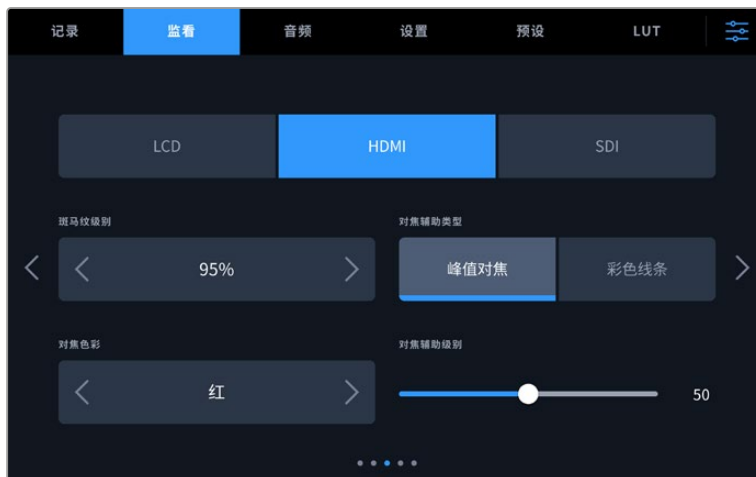 记录 监看 音频 设置 预设 LUT
LCD HDMI SDI
斑马纹级别 对焦辅助类型
95% 峰值对焦 彩色线条
对焦色彩 对焦辅助级别
红 50